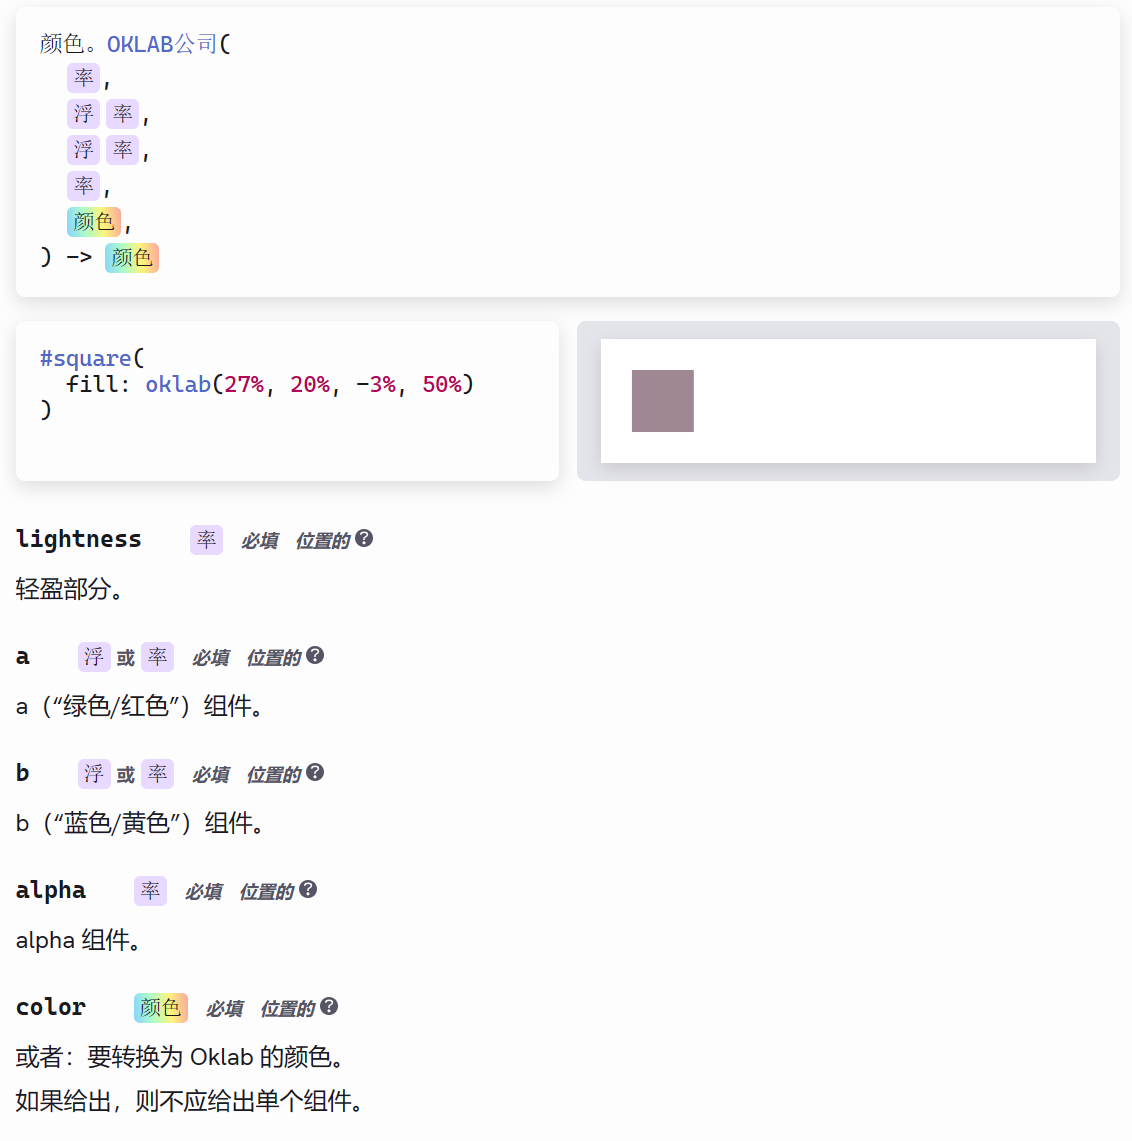 颜色。OKLAB公司(
率,
浮 率,
浮 率,
率,
颜色,
) -> 颜色
#square(
fill: oklab(27%, 20%, -3%, 50%)
)
lightness 率 必填 位置的 ?
轻盈部分。
a 浮 或 率 必填 位置的 ?
a（“绿色/红色”）组件。
b 浮 或 率 必填 位置的 ?
b（“蓝色/黄色”）组件。
alpha 率 必填 位置的 ?
alpha 组件。
color 颜色 必填 位置的 ?
或者：要转换为 Oklab 的颜色。
如果给出，则不应给出单个组件。